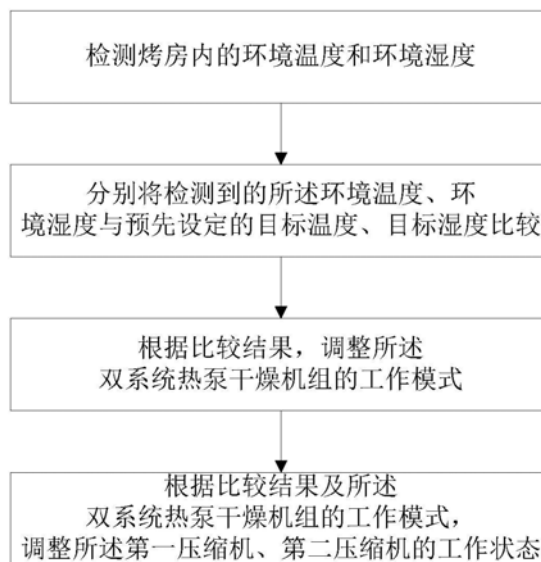 检测烤房内的环境温度和环境湿度
分别将检测到的所述环境温度、环
境湿度与预先设定的目标温度、目标湿度比较
根据比较结果，调整所述
双系统热泵干燥机组的工作模式
根据比较结果及所述
双系统热泵干燥机组的工作模式，
调整所述第一压缩机、第二压缩机的工作状态